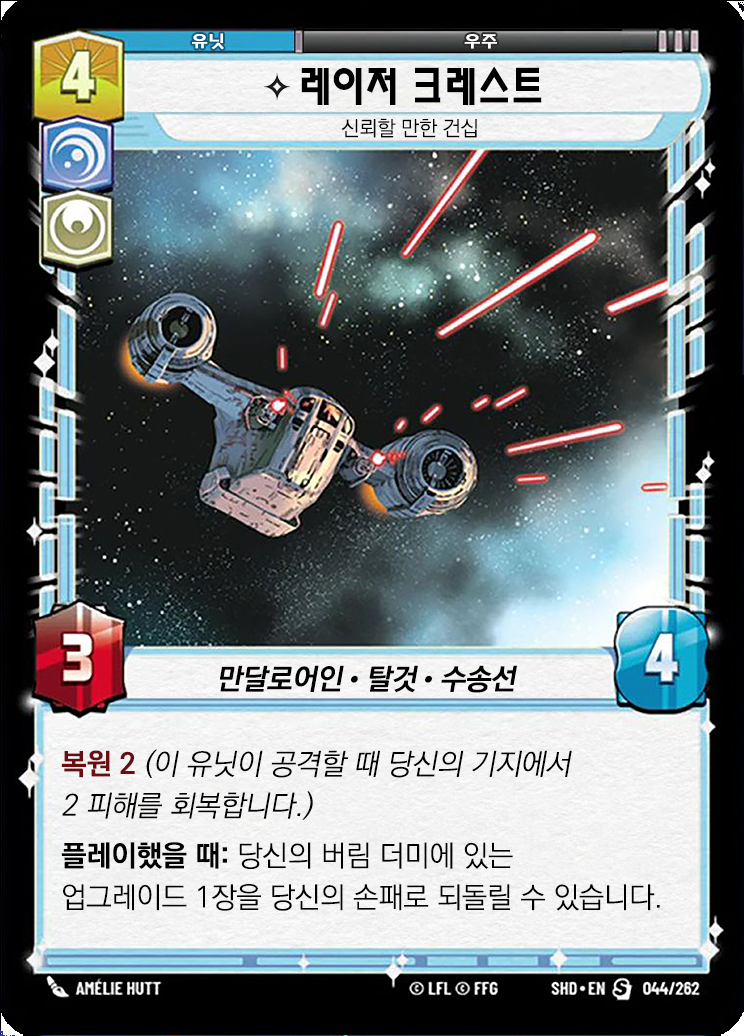 유닛
우주
4
레이저 크레스트
신뢰할 만한 건십
3
4
만달로어인 • 탈것 • 수송선
복원 2 (이 유닛이 공격할 때 당신의 기지에서
2 피해를 회복합니다.)
플레이했을 때: 당신의 버림 더미에 있는
업그레이드 1장을 당신의 손패로 되돌릴 수 있습니다.
AMÉLIE HUTT
© LFL © FFG
SHD • EN S 044/262